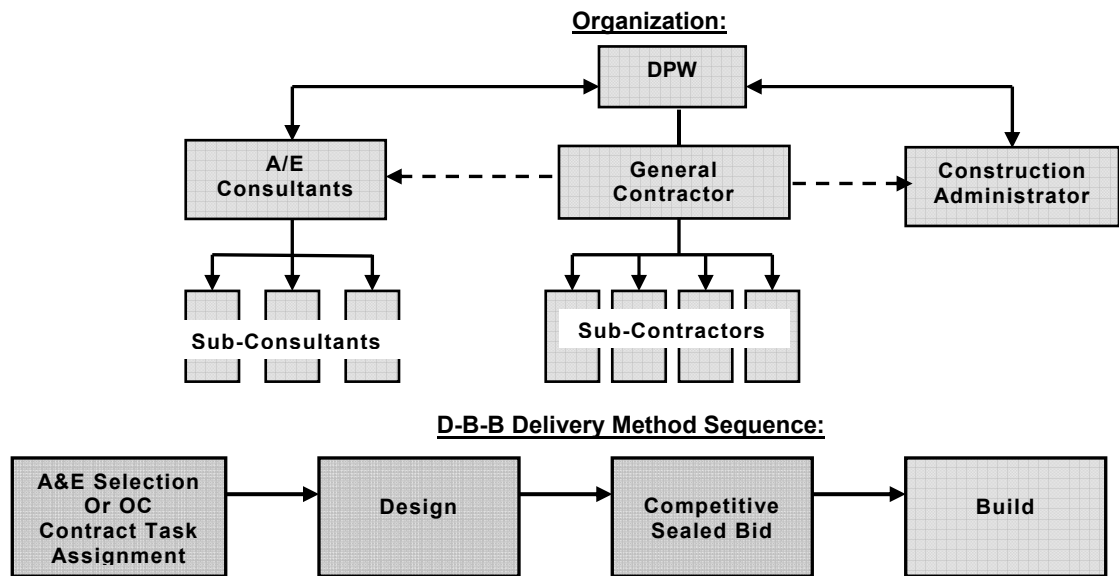 Organization:
DPW
A/E
Consultants
General
Contractor
Construction
Administrator
Sub-Consultants
Sub-Contractors
D-B-B Delivery Method Sequence:
A&E Selection
Or OC
Contract Task
Assignment
Design
Competitive
Sealed Bid
Build